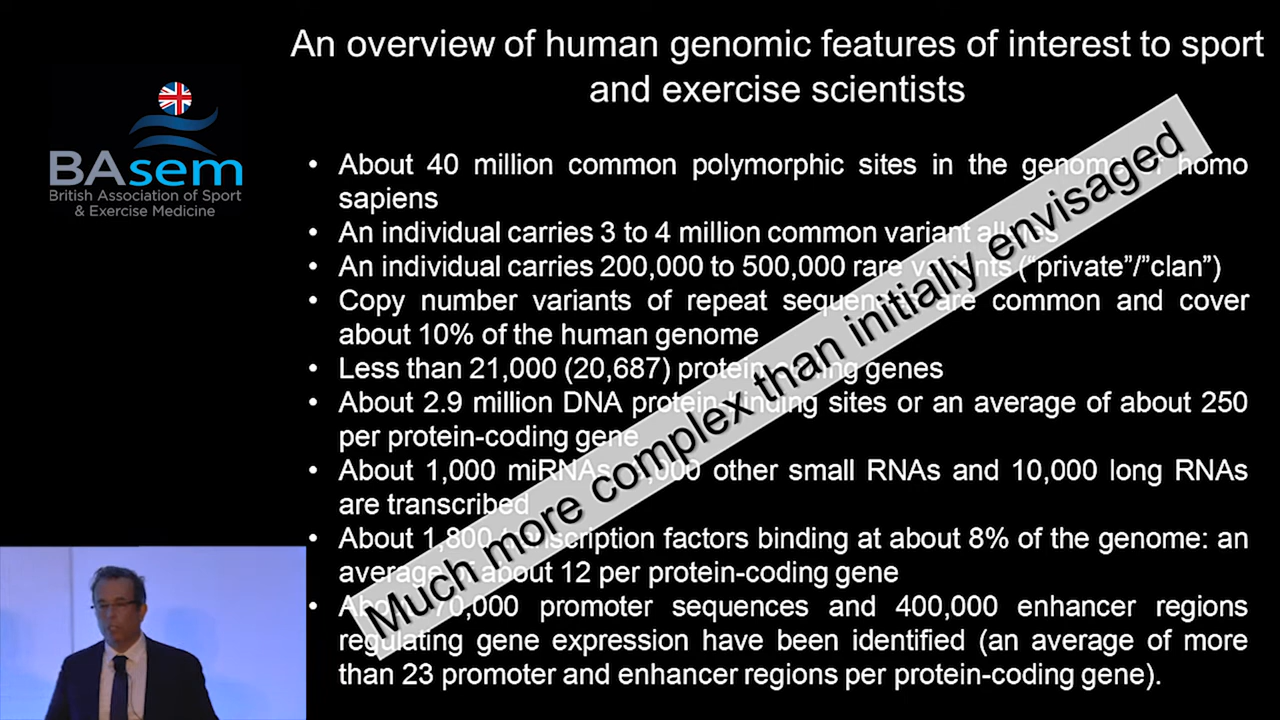 An overview of human genomic features of interest to sport
and exercise scientists
BAsem
British Association of Sport
& Exercise Medicine
• About 40 million common polymorphic sites in the genome homo
sapiens
• An individual carries 3 to 4 million common variant
• An individual carries 200,000 to 500,000 rare variants (“private”/”clan”)
• Copy number variants of repeat sequences are common and cover
about 10% of the human genome
• Less than 21,000 (20,687) protein-coding genes
• About 2.9 million DNA protein-binding sites or an average of about 250
per protein-coding gene
• About 1,000 miRNAs other small RNAs and 10,000 long RNAs
are transcribed
• About 1,800 transcription factors binding at about 8% of the genome: an
average about 12 per protein-coding gene
• promoter sequences and 400,000 enhancer regions
regulating gene expression have been identified (an average of more
than 23 promoter and enhancer regions per protein-coding gene).
Much more complex than initially envisaged